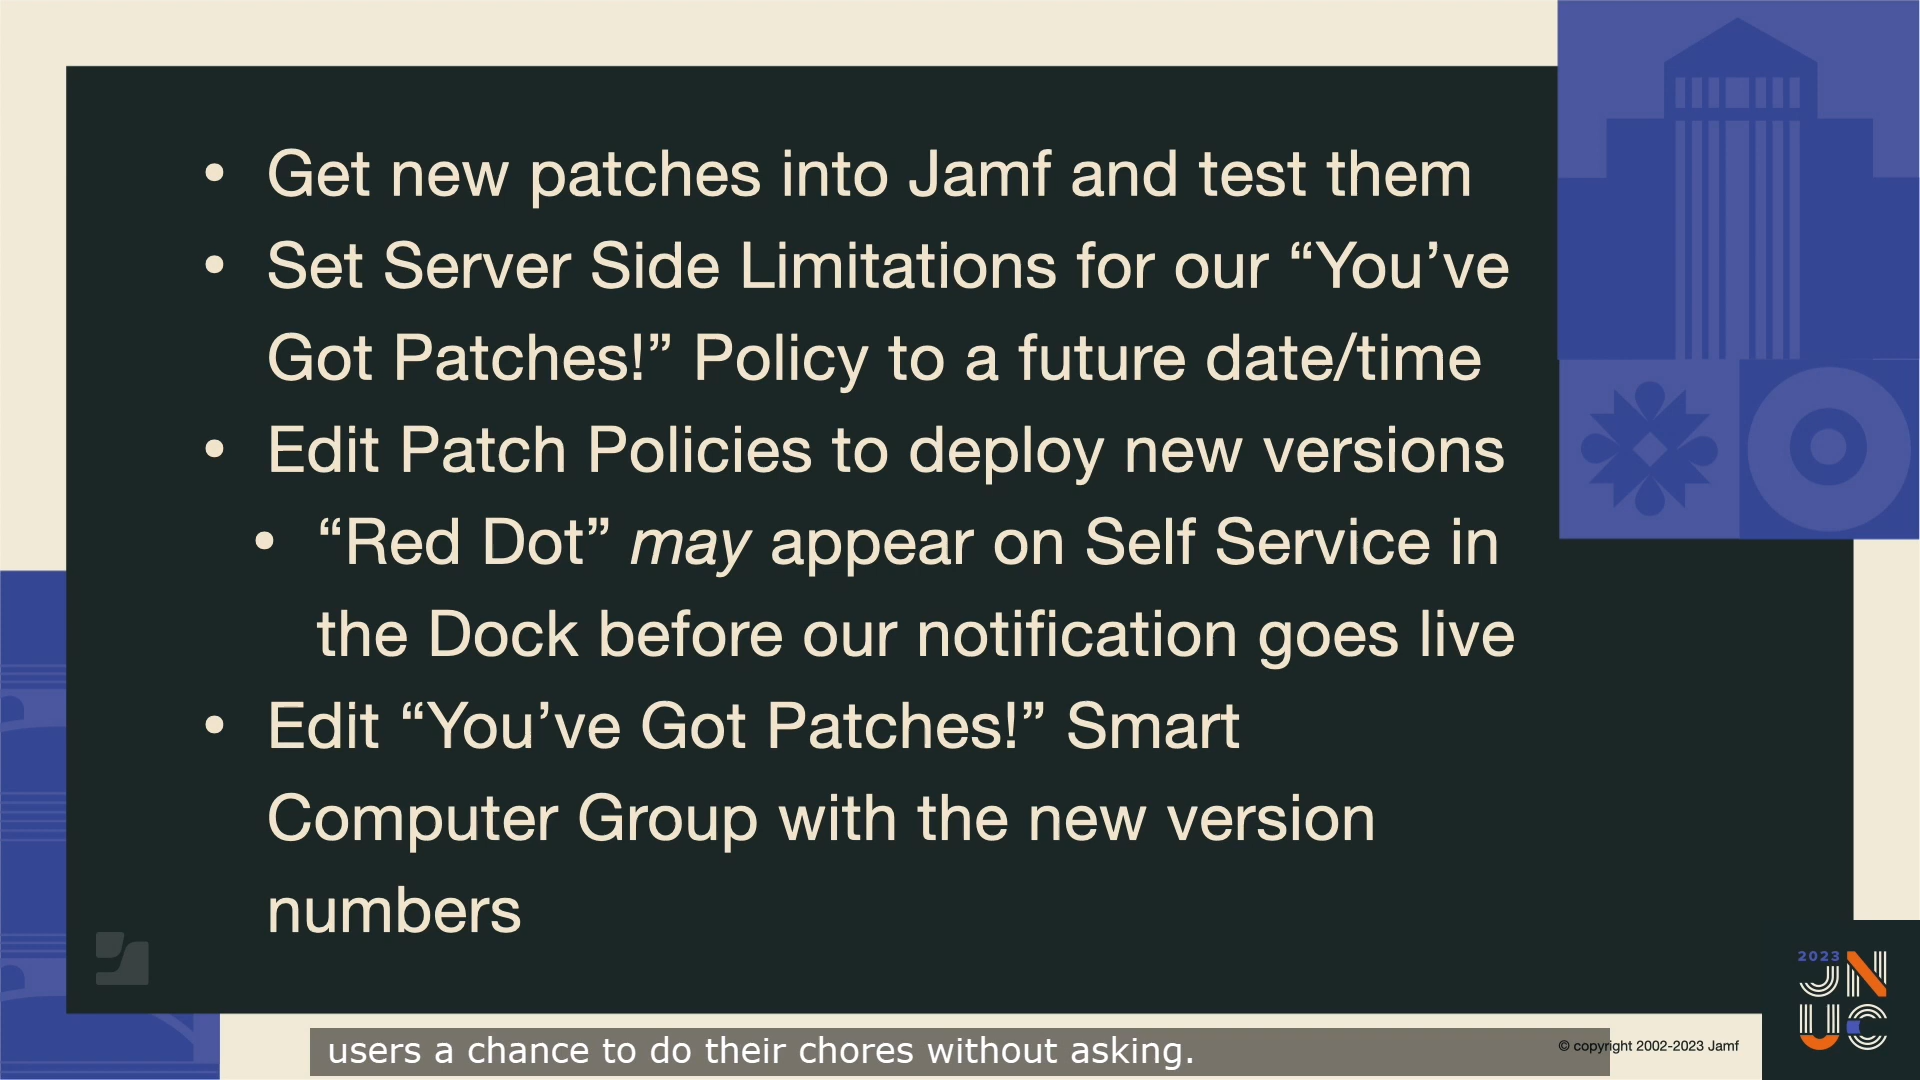 • Get new patches into Jamf and test them
• Set Server Side Limitations for our “You’ve
Got Patches!” Policy to a future date/time
• Edit Patch Policies to deploy new versions
• “Red Dot” may appear on Self Service in
the Dock before our notification goes live
• Edit “You’ve Got Patches!” Smart
Computer Group with the new version
numbers
2023
JN
UC
users a chance to do their chores without asking.
© copyright 2002-2023 Jamf